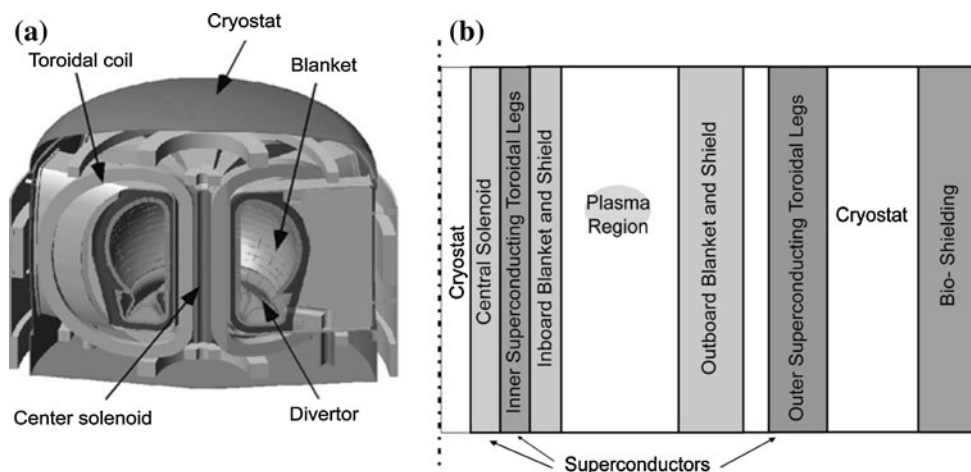 (a)
Cryostat
Toroidal coil
Blanket
Center solenoid
Divertor
(b)
Cryostat
Central Solenoid
Inner Superconducting Toroidal Legs
Inboard Blanket and Shield
Plasma
Region
Outboard Blanket and Shield
Outer Superconducting Toroidal Legs
Cryostat
Bio- Shielding
Superconductors